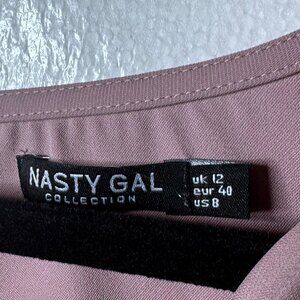 NASTY GAL
COLLECTION
uk 12
eur 40
us 8